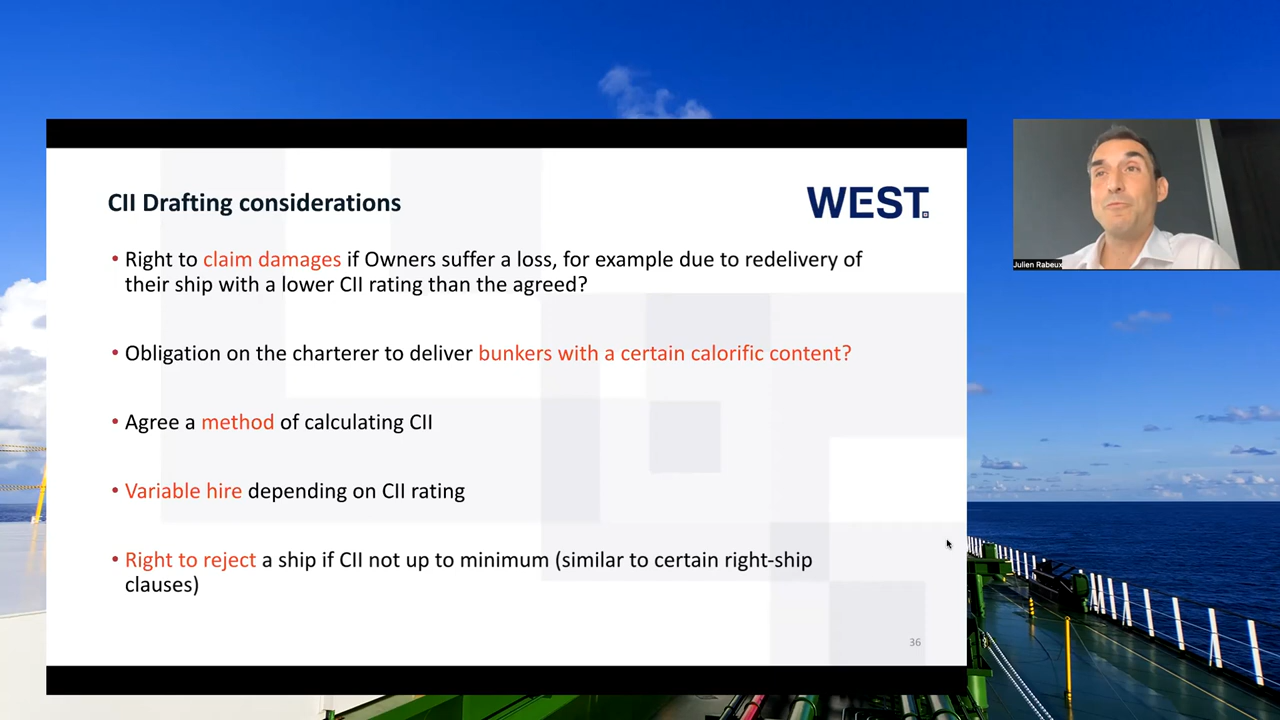 CII Drafting considerations
WEST
• Right to claim damages if Owners suffer a loss, for example due to redelivery of
their ship with a lower CII rating than the agreed?
• Obligation on the charterer to deliver bunkers with a certain calorific content?
• Agree a method of calculating CII
• Variable hire depending on CII rating
• Right to reject a ship if CII not up to minimum (similar to certain right-ship
clauses)
36
Julien Rabeux